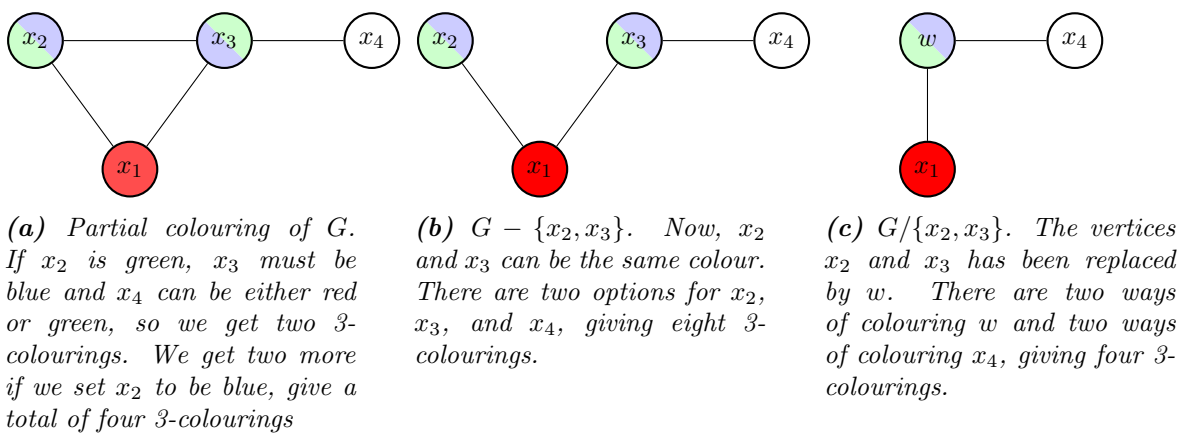 x₂ x₃ x₄
x₁
x₂ x₃ x₄
x₁
w x₄
x₁
(a) Partial colouring of G.
If x₂ is green, x₃ must be
blue and x₄ can be either red
or green, so we get two 3-
colourings. We get two more
if we set x₂ to be blue, give a
total of four 3-colourings
(b) G − {x₂, x₃}. Now, x₂
and x₃ can be the same colour.
There are two options for x₂,
x₃, and x₄, giving eight 3-
colourings.
(c) G/{x₂, x₃}. The vertices
x₂ and x₃ has been replaced
by w. There are two ways
of colouring w and two ways
of colouring x₄, giving four 3-
colourings.